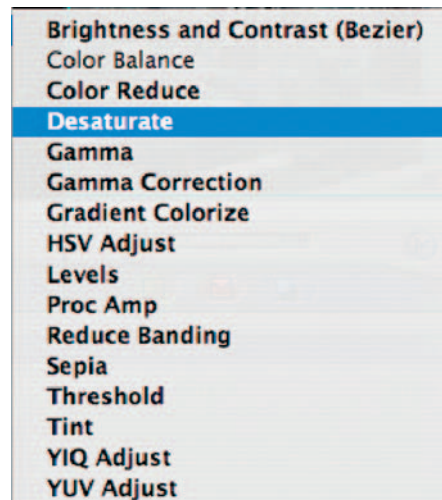 Brightness and Contrast (Bezier)
Color Balance
Color Reduce
Desaturate
Gamma
Gamma Correction
Gradient Colorize
HSV Adjust
Levels
Proc Amp
Reduce Banding
Sepia
Threshold
Tint
YIQ Adjust
YUV Adjust